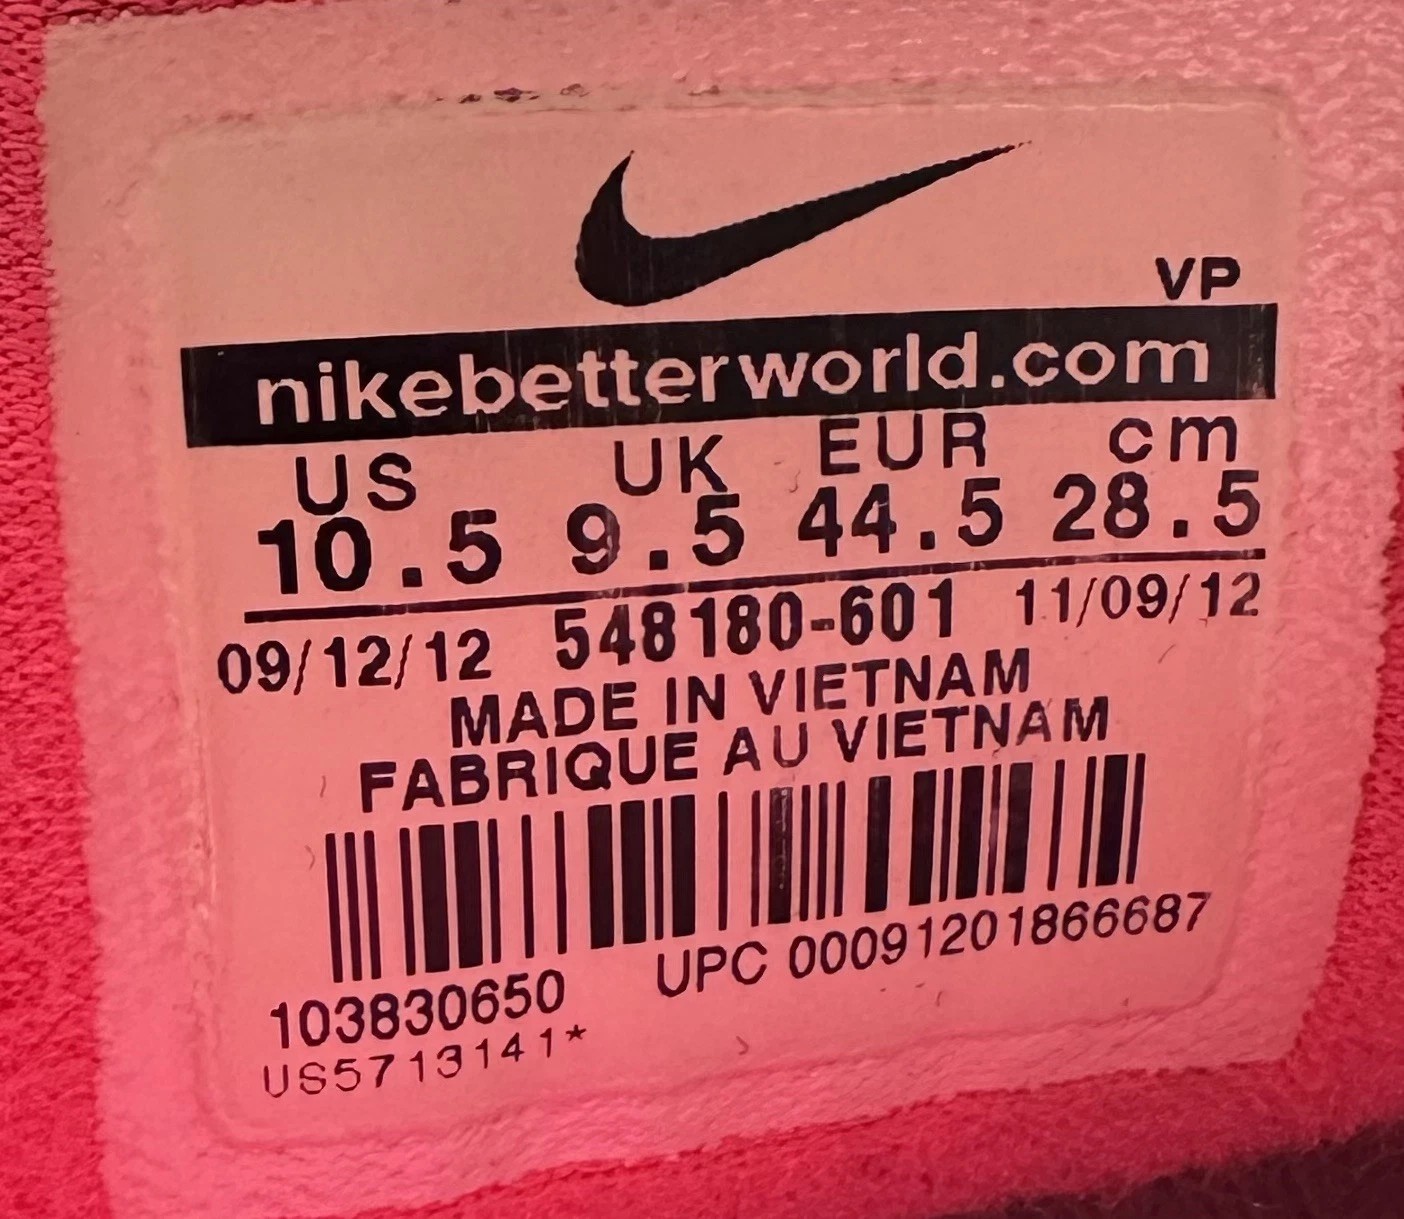 VP
nikebetterworld.com
US UK EUR cm
10.5 9.5 44.5 28.5
09/12/12 548180-601 11/09/12
MADE IN VIETNAM
FABRIQUE AU VIETNAM
103830650 UPC 00091201866687
US5713141*